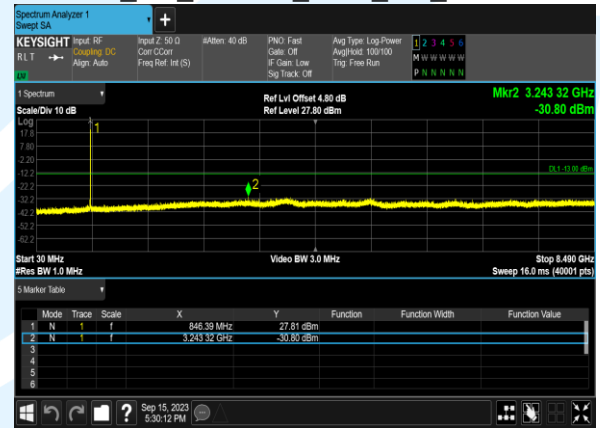 Spectrum Analyzer 1
Swept SA
+
KEYSIGHT Input: RF Input Z: 50 Ω #Atten: 40 dB PNO: Fast Avg Type: Log-Power 1 2 3 4 5 6
RLT Coupling: DC Corr CCorr Gate: Off Avg|Hold: 100/100 M W W W W W
Align: Auto Freq Ref: Int (S) IF Gain: Low Trig: Free Run
Sig Track: Off P N N N N N
1 Spectrum
Ref Lvl Offset 4.80 dB Mkr2 3.243 32 GHz
Scale/Div 10 dB Ref Level 27.80 dBm -30.80 dBm
Log
1
17.8
7.80
-2.20
DL1 -13.00 dBm
-12.2
2
-22.2
-32.2
-42.2
-52.2
-62.2
Start 30 MHz Video BW 3.0 MHz Stop 8.490 GHz
#Res BW 1.0 MHz Sweep 16.0 ms (40001 pts)
5 Marker Table
Mode Trace Scale X Y Function Function Width Function Value
1 N 1 f 846.39 MHz 27.81 dBm
2 N 1 f 3.243 32 GHz -30.80 dBm
3
4
5
6
? Sep 15, 2023
5:30:12 PM